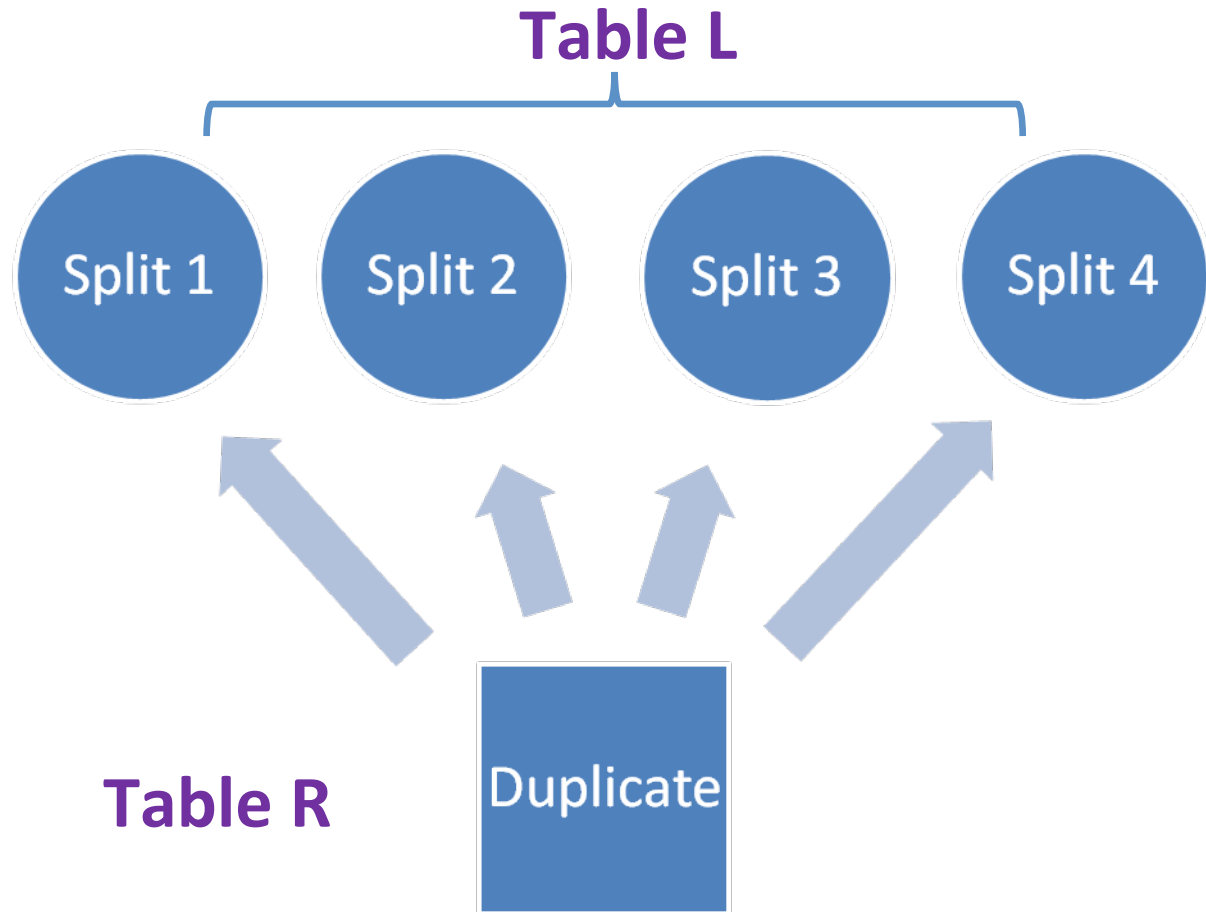 Table L
Split 1
Split 2
Split 3
Split 4
Table R
Duplicate